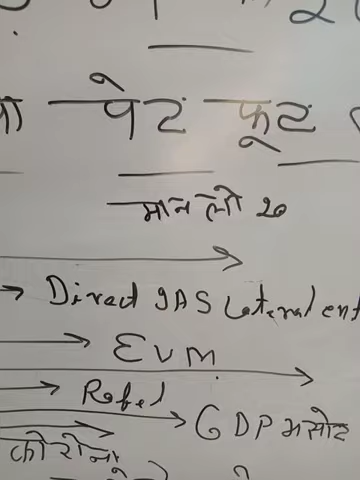 पेट फूट
मान लो 20
Direct IAS Lateral ent
EVM
Rafel
GDP मसोट
कोरोना